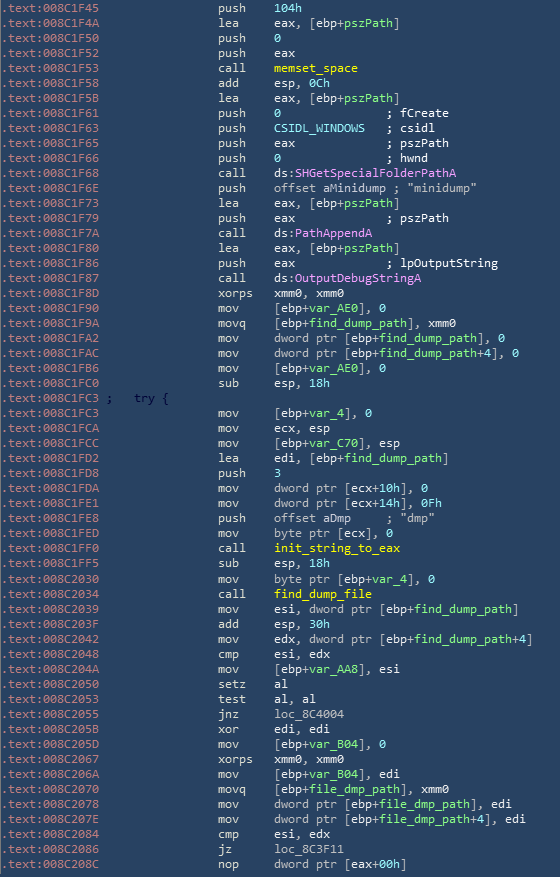 .text:008C1F45 push 104h
.text:008C1F4A lea eax, [ebp+pszPath]
.text:008C1F50 push 0
.text:008C1F52 push eax
.text:008C1F53 call memset_space
.text:008C1F58 add esp, 0Ch
.text:008C1F5B lea eax, [ebp+pszPath]
.text:008C1F61 push 0 ; fCreate
.text:008C1F63 push CSIDL_WINDOWS ; csidl
.text:008C1F65 push eax ; pszPath
.text:008C1F66 push 0 ; hwnd
.text:008C1F68 call ds:SHGetSpecialFolderPathA
.text:008C1F6E push offset aMinidump ; "minidump"
.text:008C1F73 lea eax, [ebp+pszPath]
.text:008C1F79 push eax ; pszPath
.text:008C1F7A call ds:PathAppendA
.text:008C1F80 lea eax, [ebp+pszPath]
.text:008C1F86 push eax ; lpOutputString
.text:008C1F87 call ds:OutputDebugStringA
.text:008C1F8D xorps xmm0, xmm0
.text:008C1F90 mov [ebp+var_AE0], 0
.text:008C1F9A movq [ebp+find_dump_path], xmm0
.text:008C1FA2 mov dword ptr [ebp+find_dump_path], 0
.text:008C1FAC mov dword ptr [ebp+find_dump_path+4], 0
.text:008C1FB6 mov [ebp+var_AE0], 0
.text:008C1FC0 sub esp, 18h
.text:008C1FC3 ; try {
.text:008C1FC3 mov [ebp+var_4], 0
.text:008C1FCA mov ecx, esp
.text:008C1FCC mov [ebp+var_C70], esp
.text:008C1FD2 lea edi, [ebp+find_dump_path]
.text:008C1FD8 push 3
.text:008C1FDA mov dword ptr [ecx+10h], 0
.text:008C1FE1 mov dword ptr [ecx+14h], 0Fh
.text:008C1FE8 push offset aDmp ; "dmp"
.text:008C1FED mov byte ptr [ecx], 0
.text:008C1FF0 call init_string_to_eax
.text:008C1FF5 sub esp, 18h
.text:008C2030 mov byte ptr [ebp+var_4], 0
.text:008C2034 call find_dump_file
.text:008C2039 mov esi, dword ptr [ebp+find_dump_path]
.text:008C203F add esp, 30h
.text:008C2042 mov edx, dword ptr [ebp+find_dump_path+4]
.text:008C2048 cmp esi, edx
.text:008C204A mov [ebp+var_AA8], esi
.text:008C2050 setz al
.text:008C2053 test al, al
.text:008C2055 jnz loc_8C4004
.text:008C205B xor edi, edi
.text:008C205D mov [ebp+var_B04], 0
.text:008C2067 xorps xmm0, xmm0
.text:008C206A mov [ebp+var_B04], edi
.text:008C2070 movq [ebp+file_dmp_path], xmm0
.text:008C2078 mov dword ptr [ebp+file_dmp_path], edi
.text:008C207E mov dword ptr [ebp+file_dmp_path+4], edi
.text:008C2084 cmp esi, edx
.text:008C2086 jz loc_8C3F11
.text:008C208C nop dword ptr [eax+00h]